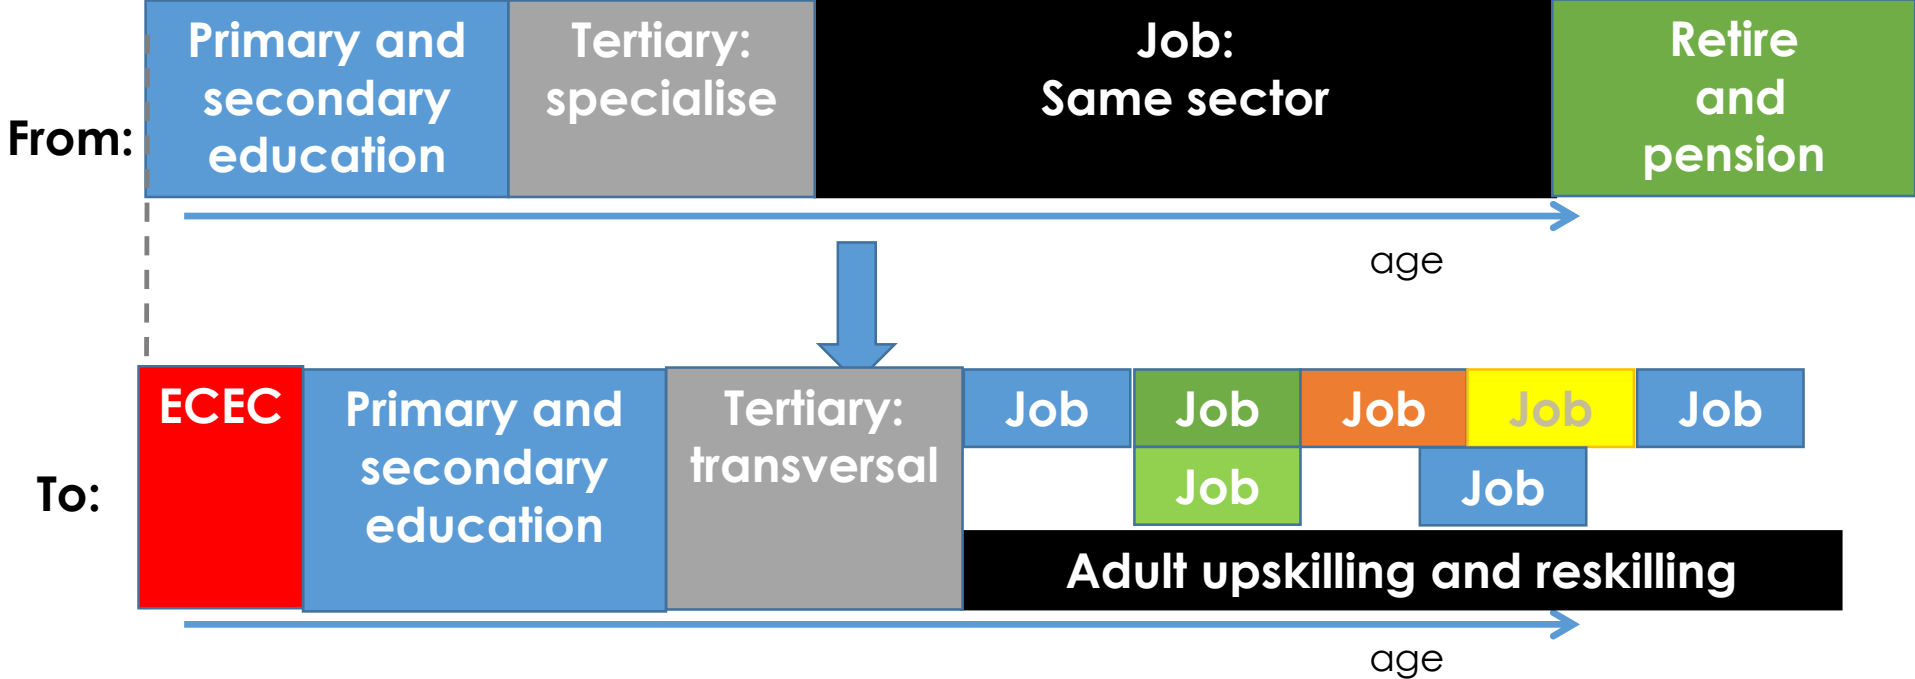 From:
Primary and
secondary
education
Tertiary:
specialise
Job:
Same sector
Retire
and
pension
age
To:
ECEC
Primary and
secondary
education
Tertiary:
transversal
Job
Job
Job
Job
Job
Job
Job
Adult upskilling and reskilling
age